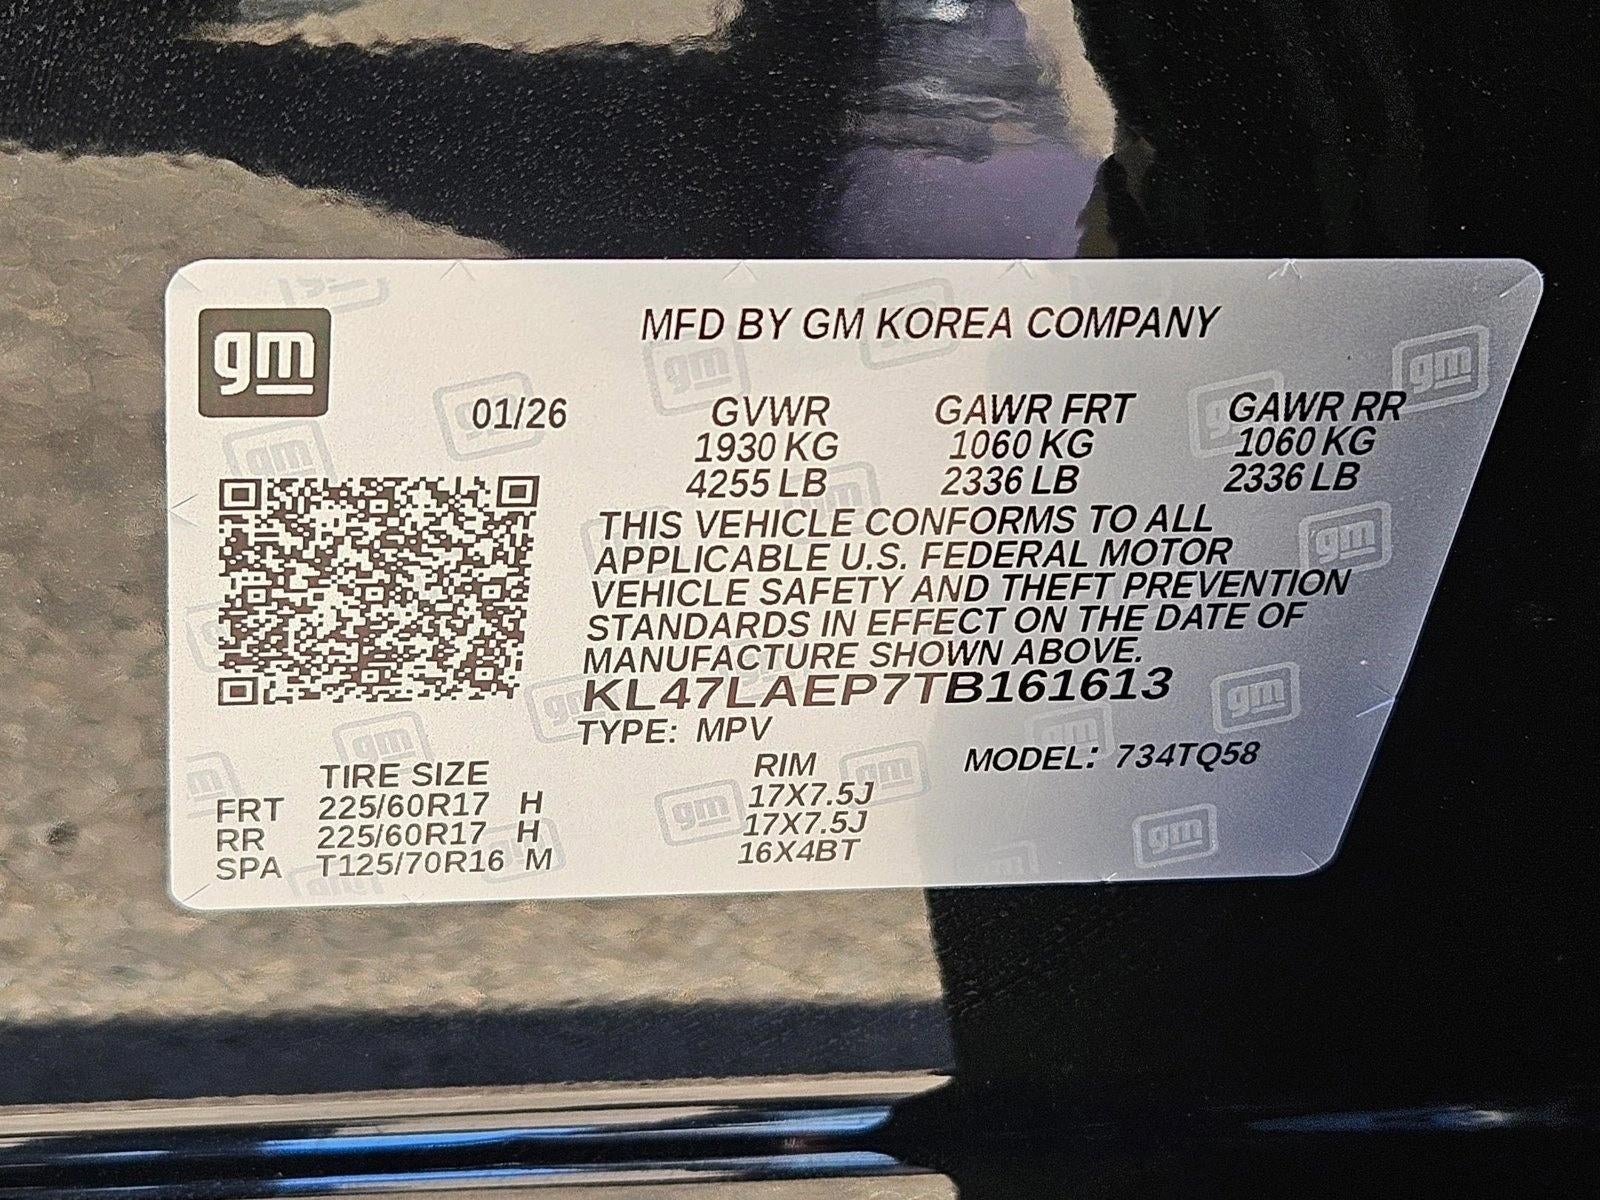 gm
MFD BY GM KOREA COMPANY
01/26 GVWR GAWR FRT GAWR RR
1930 KG 1060 KG 1060 KG
4255 LB 2336 LB 2336 LB
THIS VEHICLE CONFORMS TO ALL
APPLICABLE U.S. FEDERAL MOTOR
VEHICLE SAFETY AND THEFT PREVENTION
STANDARDS IN EFFECT ON THE DATE OF
MANUFACTURE SHOWN ABOVE.
KL47LAEP7TB161613
TYPE: MPV
MODEL: 734TQ58
TIRE SIZE RIM
FRT 225/60R17 H 17X7.5J
RR 225/60R17 H 17X7.5J
SPA T125/70R16 M 16X4BT